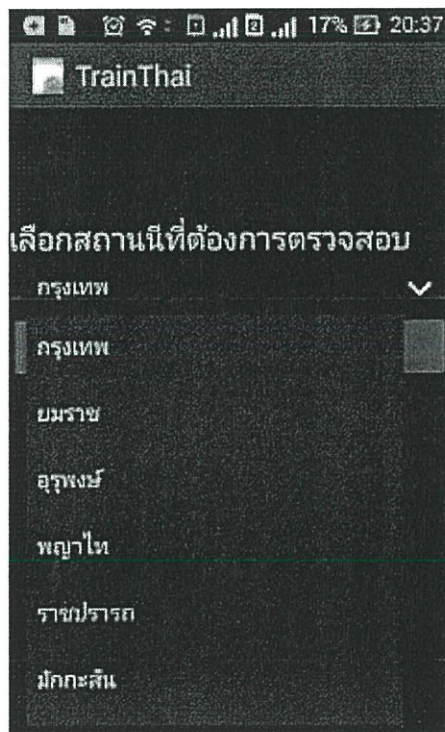 17% 20:37
TrainThai
เลือกสถานนีที่ต้องการตรวจสอบ
กรุงเทพ
กรุงเทพ
ยมราช
อุรุพงษ์
พญาไท
ราชปรารถ
มักกะสัน